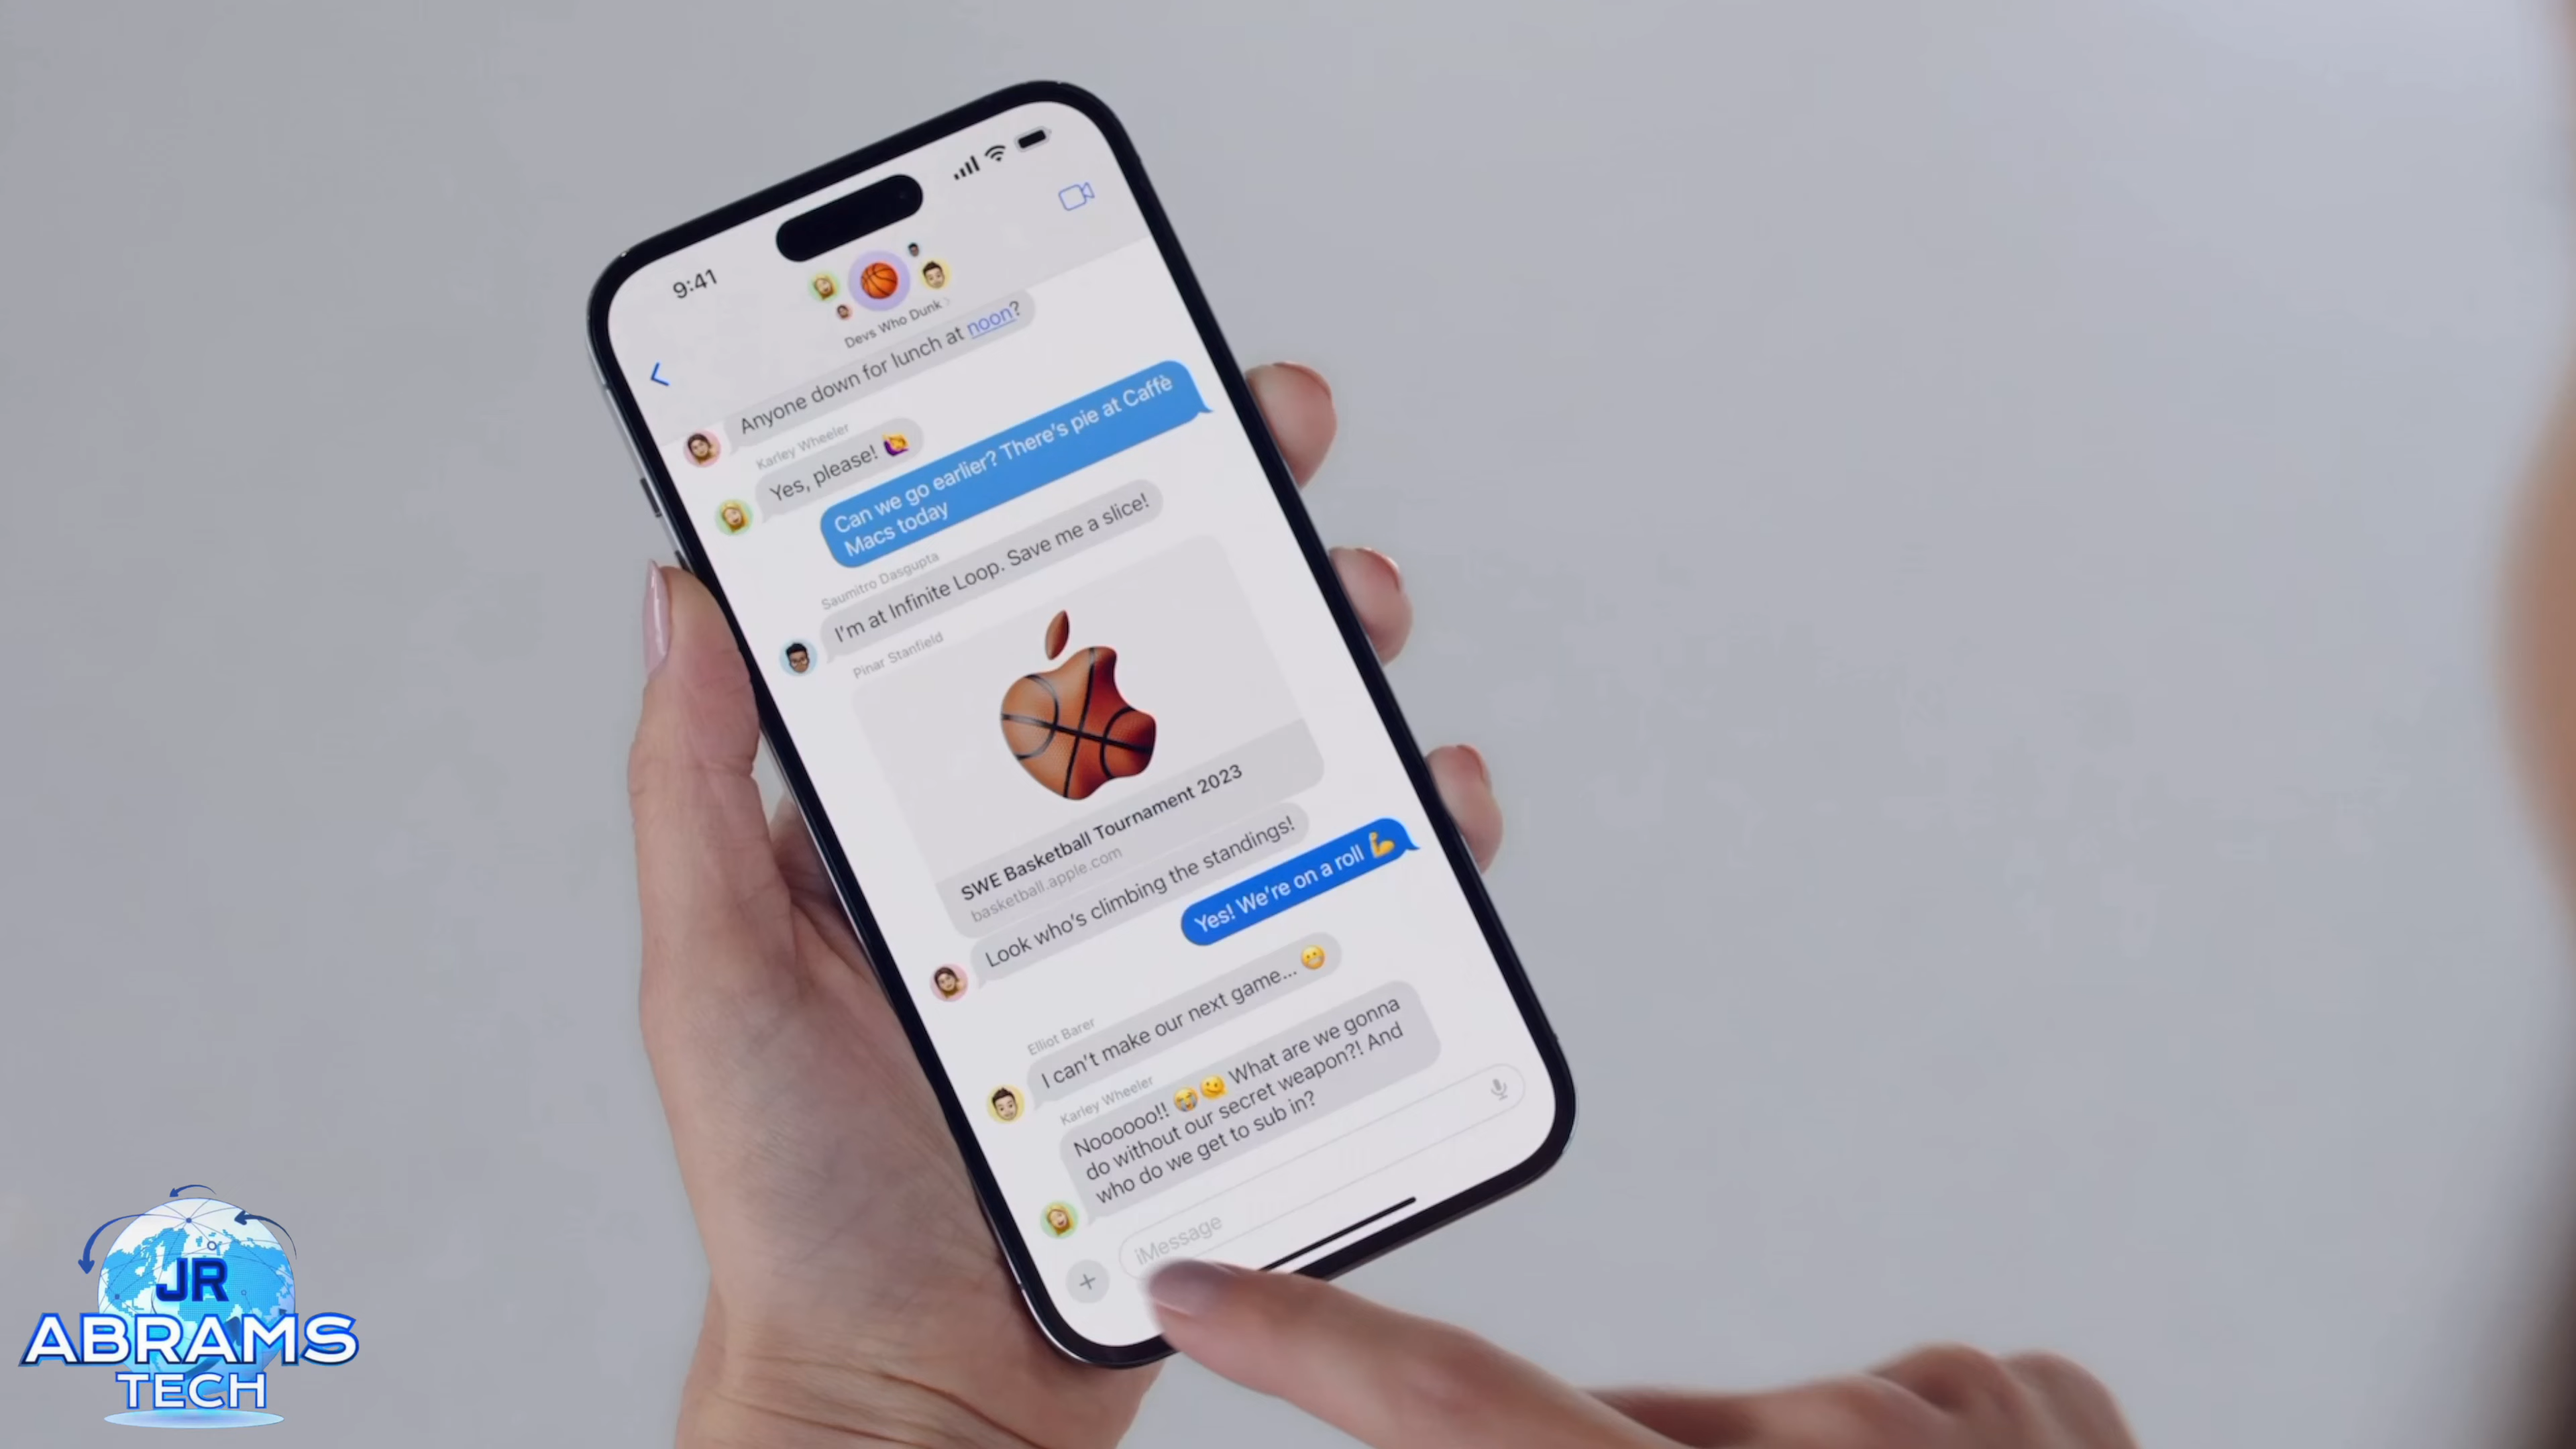 9:41
Devs Who Dunk
Anyone down for lunch at noon?
Karley Wheeler
Yes, please! 🙋‍♀️
Can we go earlier? There's pie at Caffè
Macs today
Saumitro Dasgupta
I'm at Infinite Loop. Save me a slice!
Pinar Stanfield
SWE Basketball Tournament 2023
basketball.apple.com
Look who's climbing the standings!
Yes! We're on a roll 💪
Elliot Barer
I can't make our next game... 😬
Karley Wheeler
Noooooo!! 😭🫠 What are we gonna
do without our secret weapon?! And
who do we get to sub in?
iMessage
JR
ABRAMS
TECH